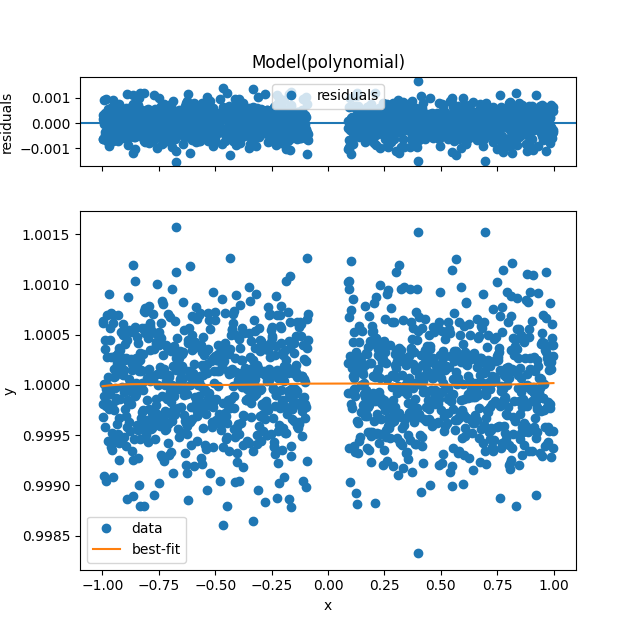 Model(polynomial)
residuals
0.001
0.000
−0.001
residuals
1.0015
1.0010
1.0005
1.0000
0.9995
0.9990
0.9985
y
data
best-fit
−1.00 −0.75 −0.50 −0.25 0.00 0.25 0.50 0.75 1.00
x